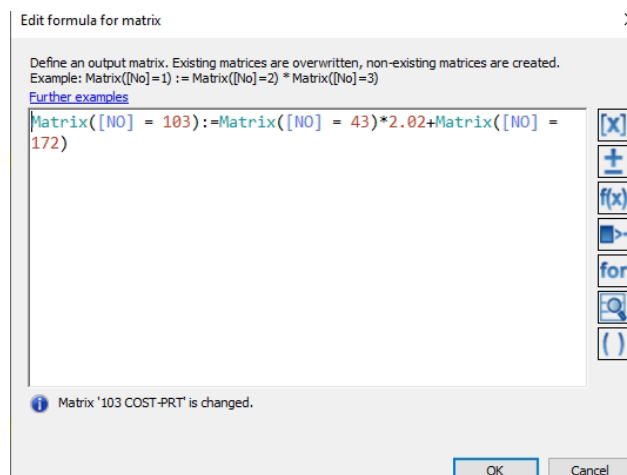 Edit formula for matrix
Define an output matrix. Existing matrices are overwritten, non-existing matrices are created.
Example: Matrix([No]=1) := Matrix([No]=2) * Matrix([No]=3)
Further examples
Matrix([NO] = 103):=Matrix([NO] = 43)*2.02+Matrix([NO] =
172)
[x]
±
f(x)
for
( )
Matrix '103 COST-PRT' is changed.
OK
Cancel